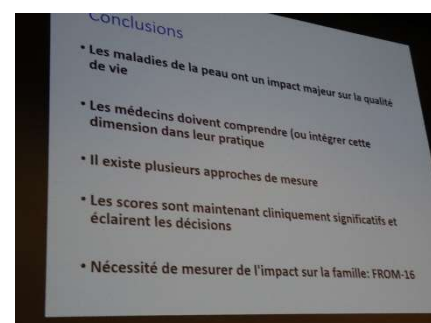 Conclusions
• Les maladies de la peau ont un impact majeur sur la qualité
de vie
• Les médecins doivent comprendre (ou intégrer cette
dimension dans leur pratique
• Il existe plusieurs approches de mesure
• Les scores sont maintenant cliniquement significatifs et
éclairent les décisions
• Nécessité de mesurer de l'impact sur la famille: FROM-16